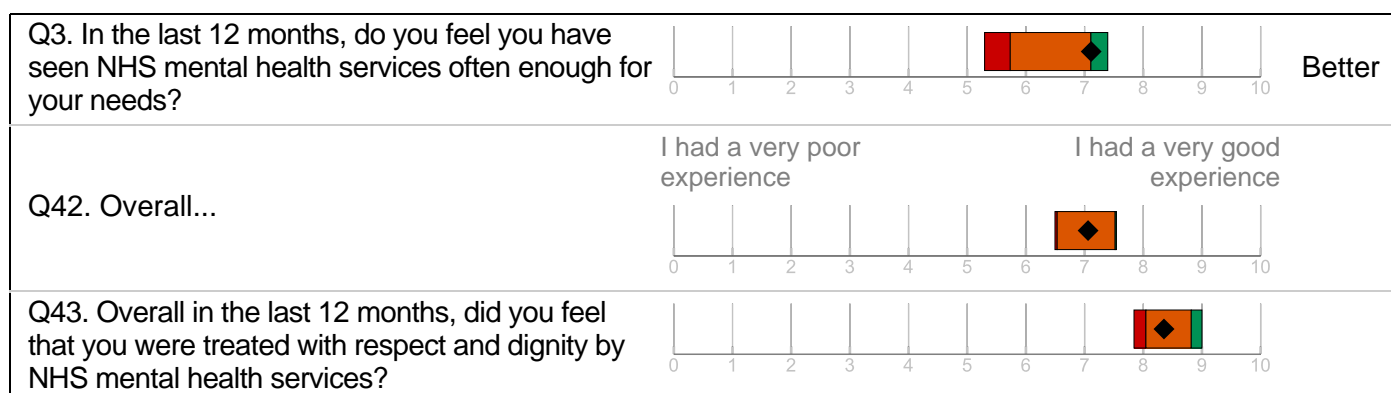 Q3. In the last 12 months, do you feel you have
seen NHS mental health services often enough for
your needs?
0 1 2 3 4 5 6 7 8 9 10
Better
I had a very poor
experience
I had a very good
experience
Q42. Overall...
0 1 2 3 4 5 6 7 8 9 10
Q43. Overall in the last 12 months, did you feel
that you were treated with respect and dignity by
NHS mental health services?
0 1 2 3 4 5 6 7 8 9 10